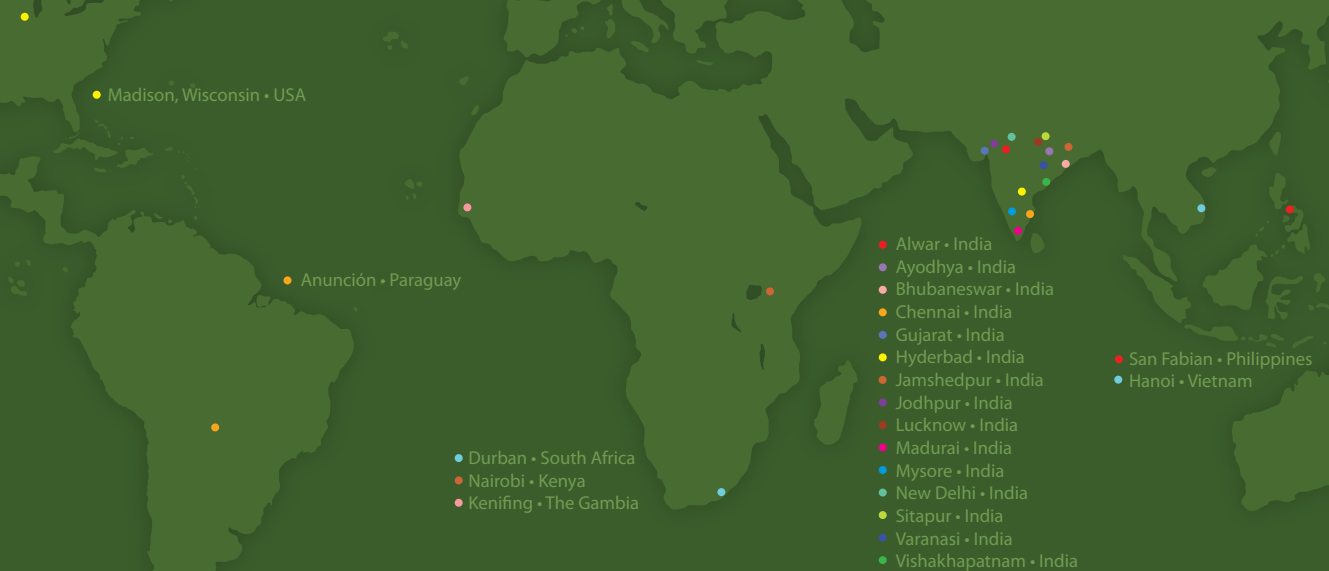 Madison, Wisconsin • USA
Anunción • Paraguay
Durban • South Africa
Nairobi • Kenya
Kenifing • The Gambia
Alwar • India
Ayodhya • India
Bhubaneswar • India
Chennai • India
Gujarat • India
Hyderbad • India
Jamshedpur • India
Jodhpur • India
Lucknow • India
Madurai • India
Mysore • India
New Delhi • India
Sitapur • India
Varanasi • India
Vishakhapatnam • India
San Fabian • Philippines
Hanoi • Vietnam